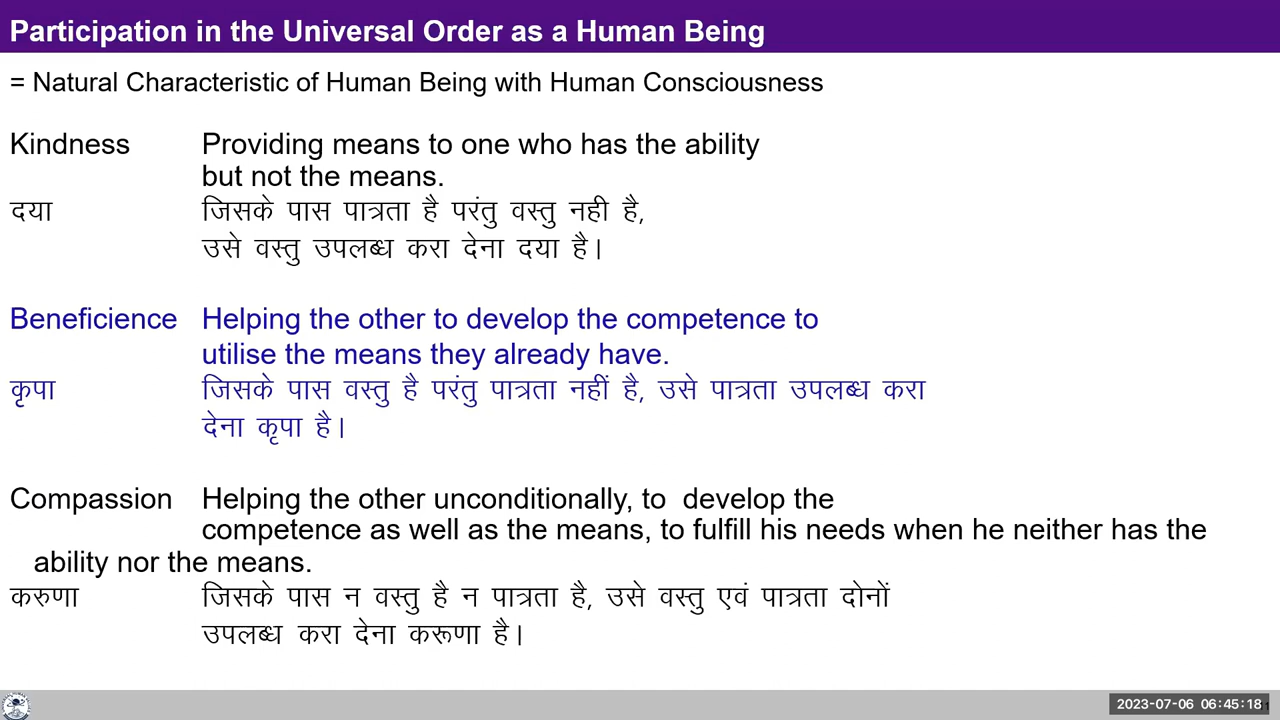 Participation in the Universal Order as a Human Being
= Natural Characteristic of Human Being with Human Consciousness
Kindness Providing means to one who has the ability
but not the means.
दया जिसके पास पात्रता है परंतु वस्तु नही है,
उसे वस्तु उपलब्ध करा देना दया है।
Beneficience Helping the other to develop the competence to
utilise the means they already have.
कृपा जिसके पास वस्तु है परंतु पात्रता नहीं है, उसे पात्रता उपलब्ध करा
देना कृपा है।
Compassion Helping the other unconditionally, to develop the
competence as well as the means, to fulfill his needs when he neither has the
ability nor the means.
करुणा जिसके पास न वस्तु है न पात्रता है, उसे वस्तु एवं पात्रता दोनों
उपलब्ध करा देना करूणा है।
2023-07-06 06:45:18